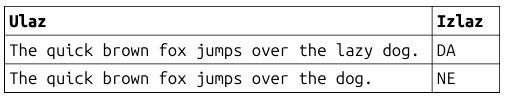 Ulaz Izlaz
The quick brown fox jumps over the lazy dog. DA
The quick brown fox jumps over the dog. NE